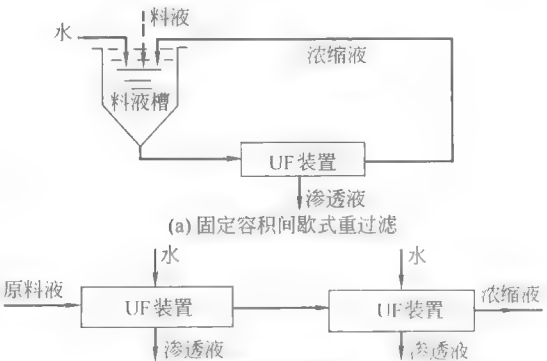 料液
水
浓缩液
料液槽
UF装置
渗透液
(a) 固定容积间歇式重过滤
水 水
原料液 UF装置 UF装置 浓缩液
渗透液 渗透液